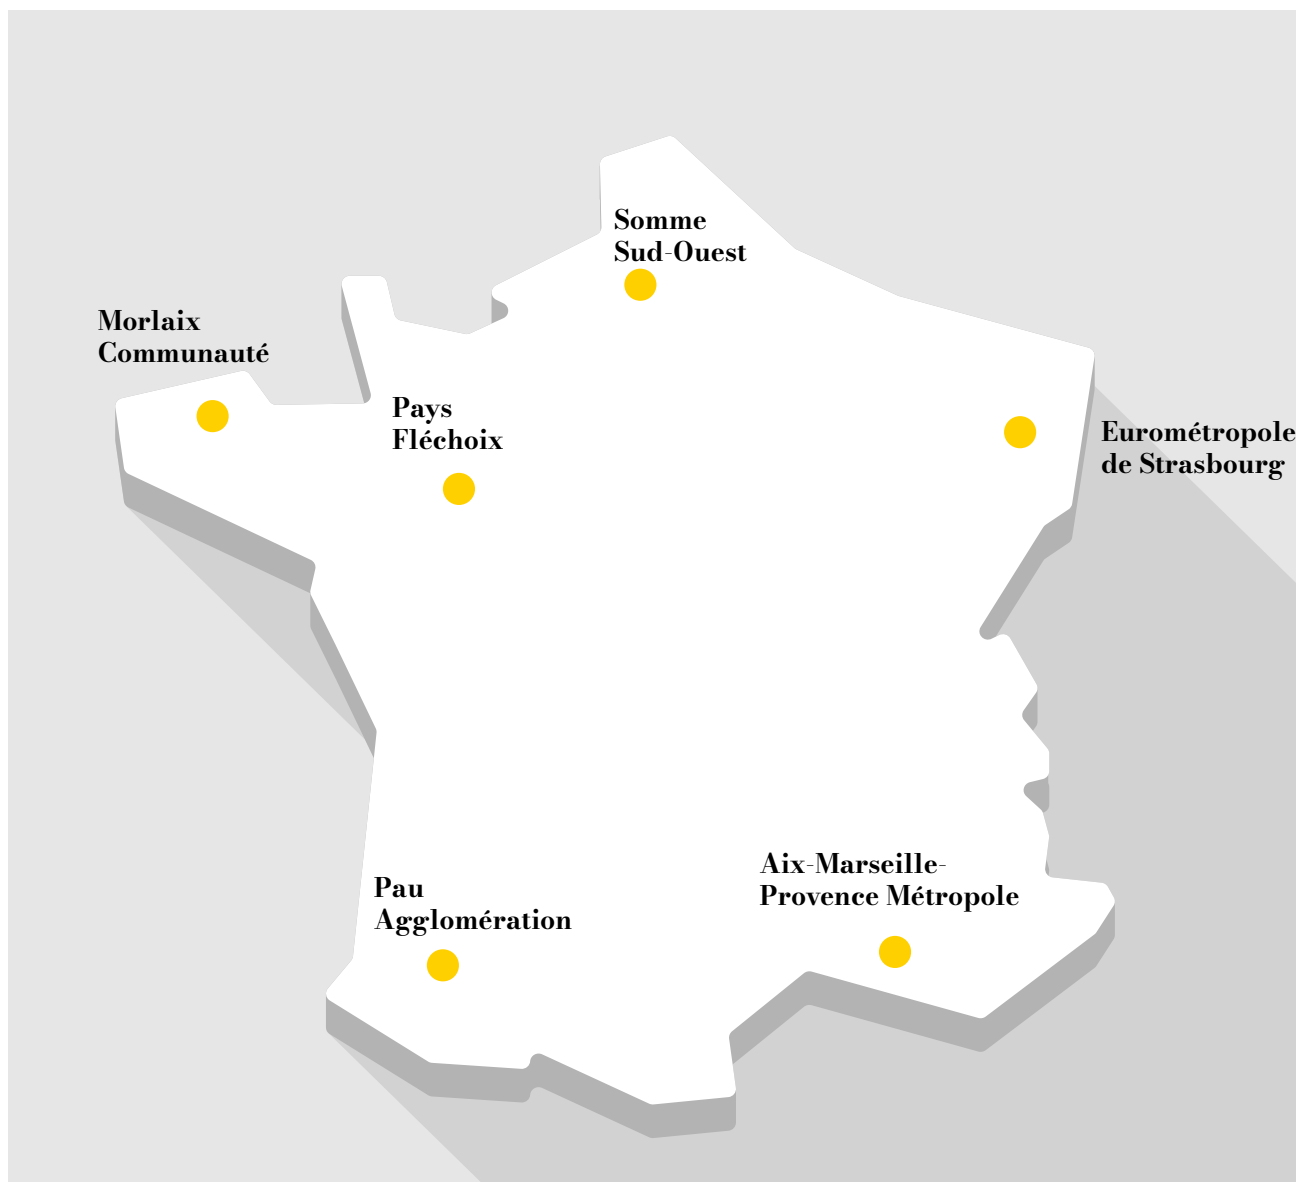 Somme
Sud-Ouest
Morlaix
Communauté
Pays
Fléchoix
Eurométropole
de Strasbourg
Aix-Marseille-
Provence Métropole
Pau
Agglomération